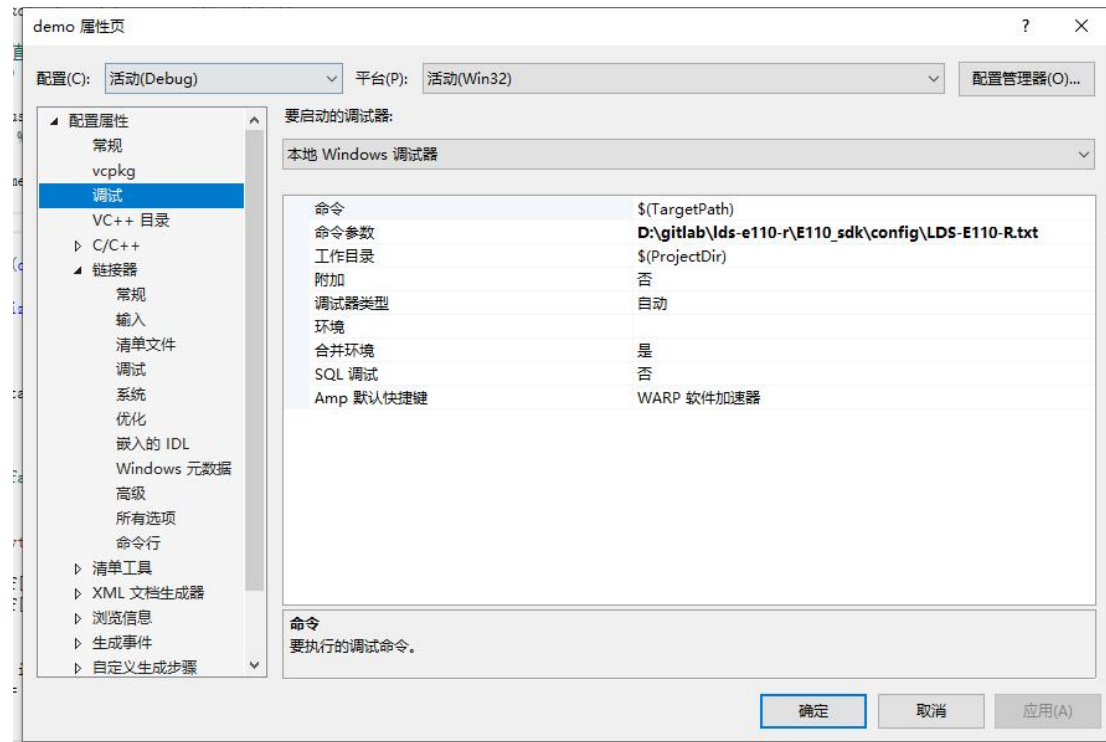 demo 属性页
? ×
配置(C): 活动(Debug) 平台(P): 活动(Win32) 配置管理器(O)...
配置属性
常规
vcpkg
调试
VC++ 目录
C/C++
链接器
常规
输入
清单文件
调试
系统
优化
嵌入的 IDL
Windows 元数据
高级
所有选项
命令行
清单工具
XML 文档生成器
浏览信息
生成事件
自定义生成步骤
要启动的调试器:
本地 Windows 调试器
命令 $(TargetPath)
命令参数 D:\gitlab\lds-e110-r\E110_sdk\config\LDS-E110-R.txt
工作目录 $(ProjectDir)
附加 否
调试器类型 自动
环境
合并环境 是
SQL 调试 否
Amp 默认快捷键 WARP 软件加速器
命令
要执行的调试命令。
确定 取消 应用(A)